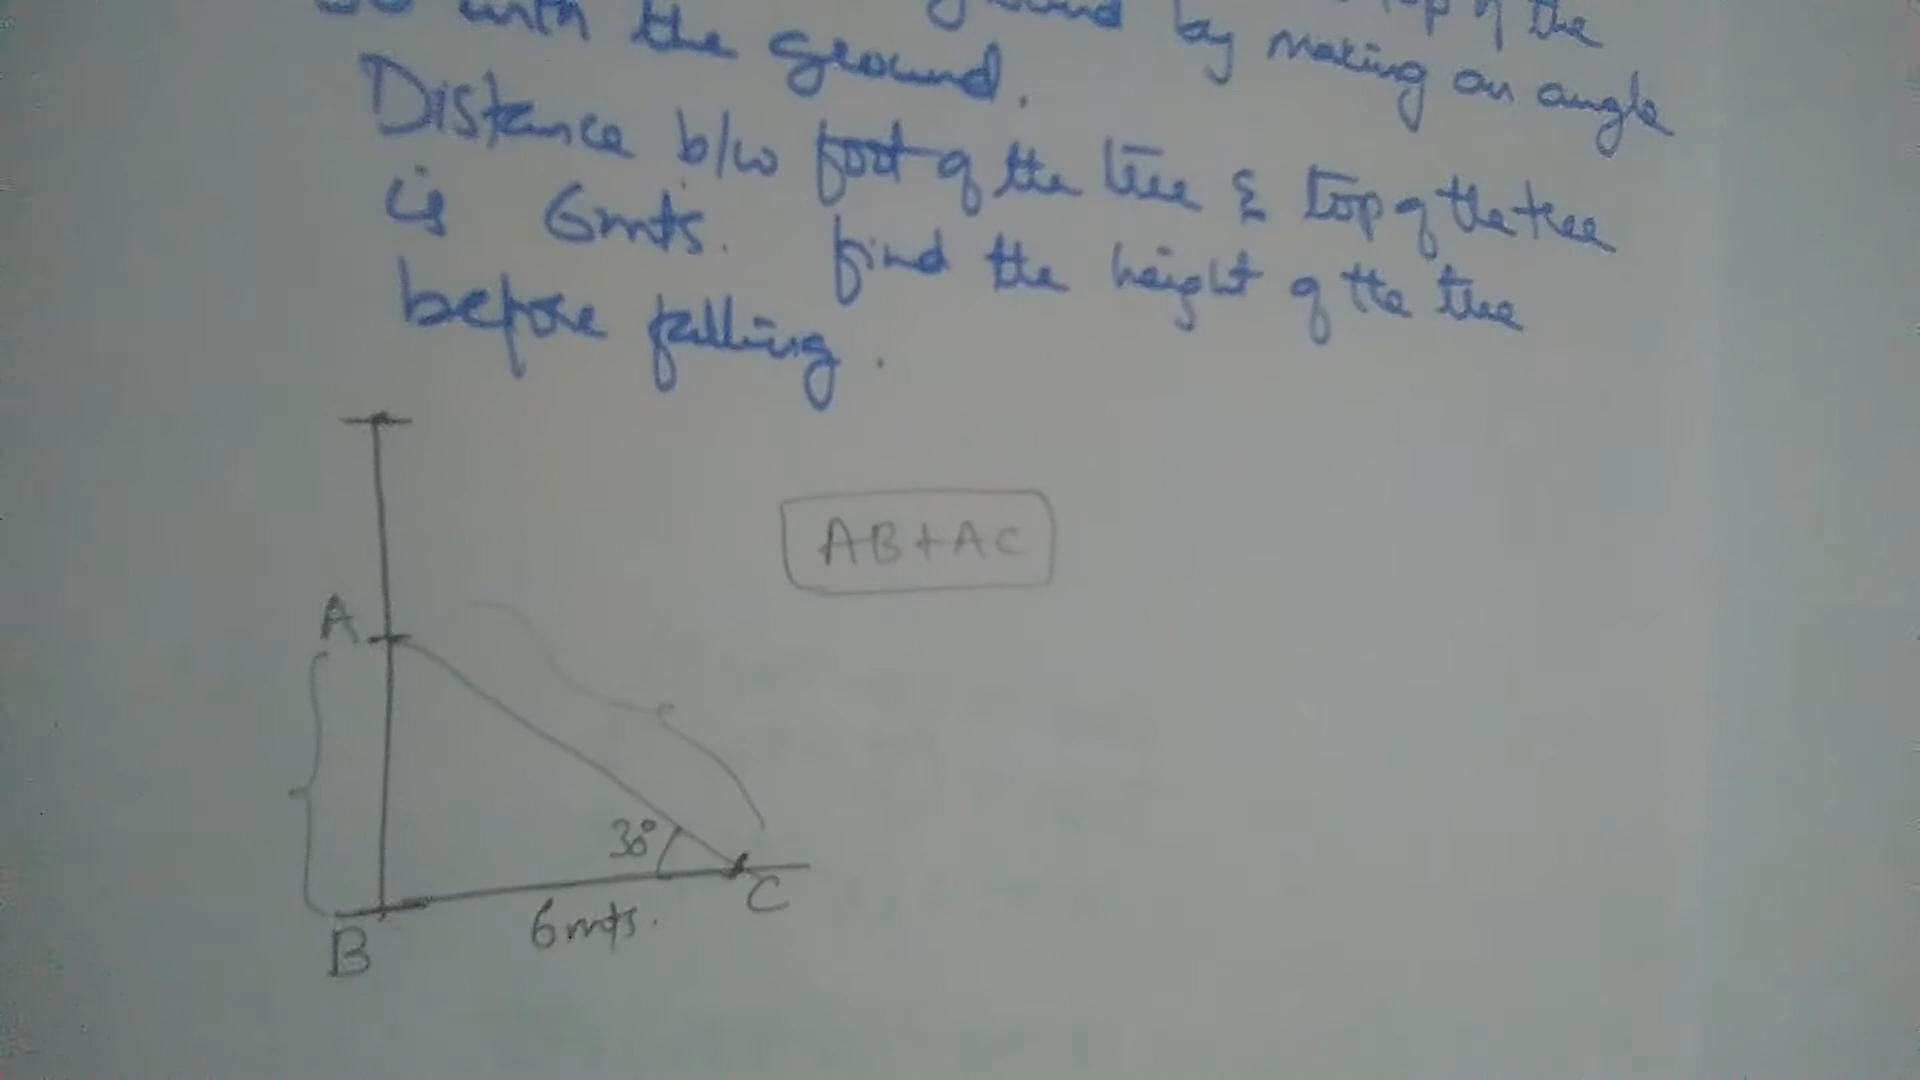 with the ground. by making an angle
Distance b/w foot of the tree & top of the tree
is 6mts. find the height of the tree
before falling.
AB+AC
A
30°
6mts.
C
B